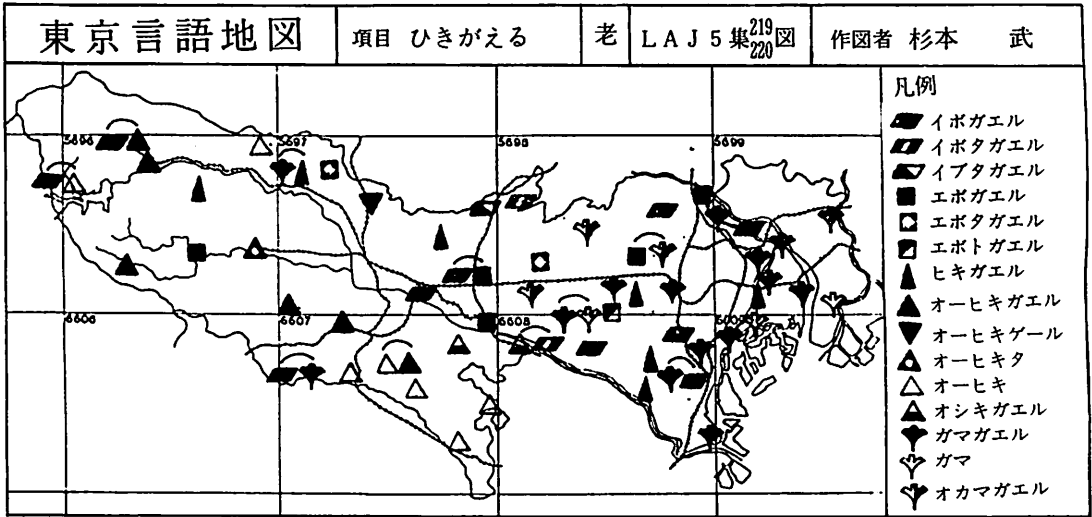 東京言語地図
項目 ひきがえる
老
LAJ5集219 220図
作図者 杉本 武
凡例
イボガエル
イボタガエル
イブタガエル
エボガエル
エボタガエル
エボトガエル
ヒキガエル
オーヒキガエル
オーヒキゲール
オーヒキタ
オーヒキ
オシキガエル
ガマガエル
ガマ
オカマガエル
5696
5697
5698
5699
6606
6607
6608